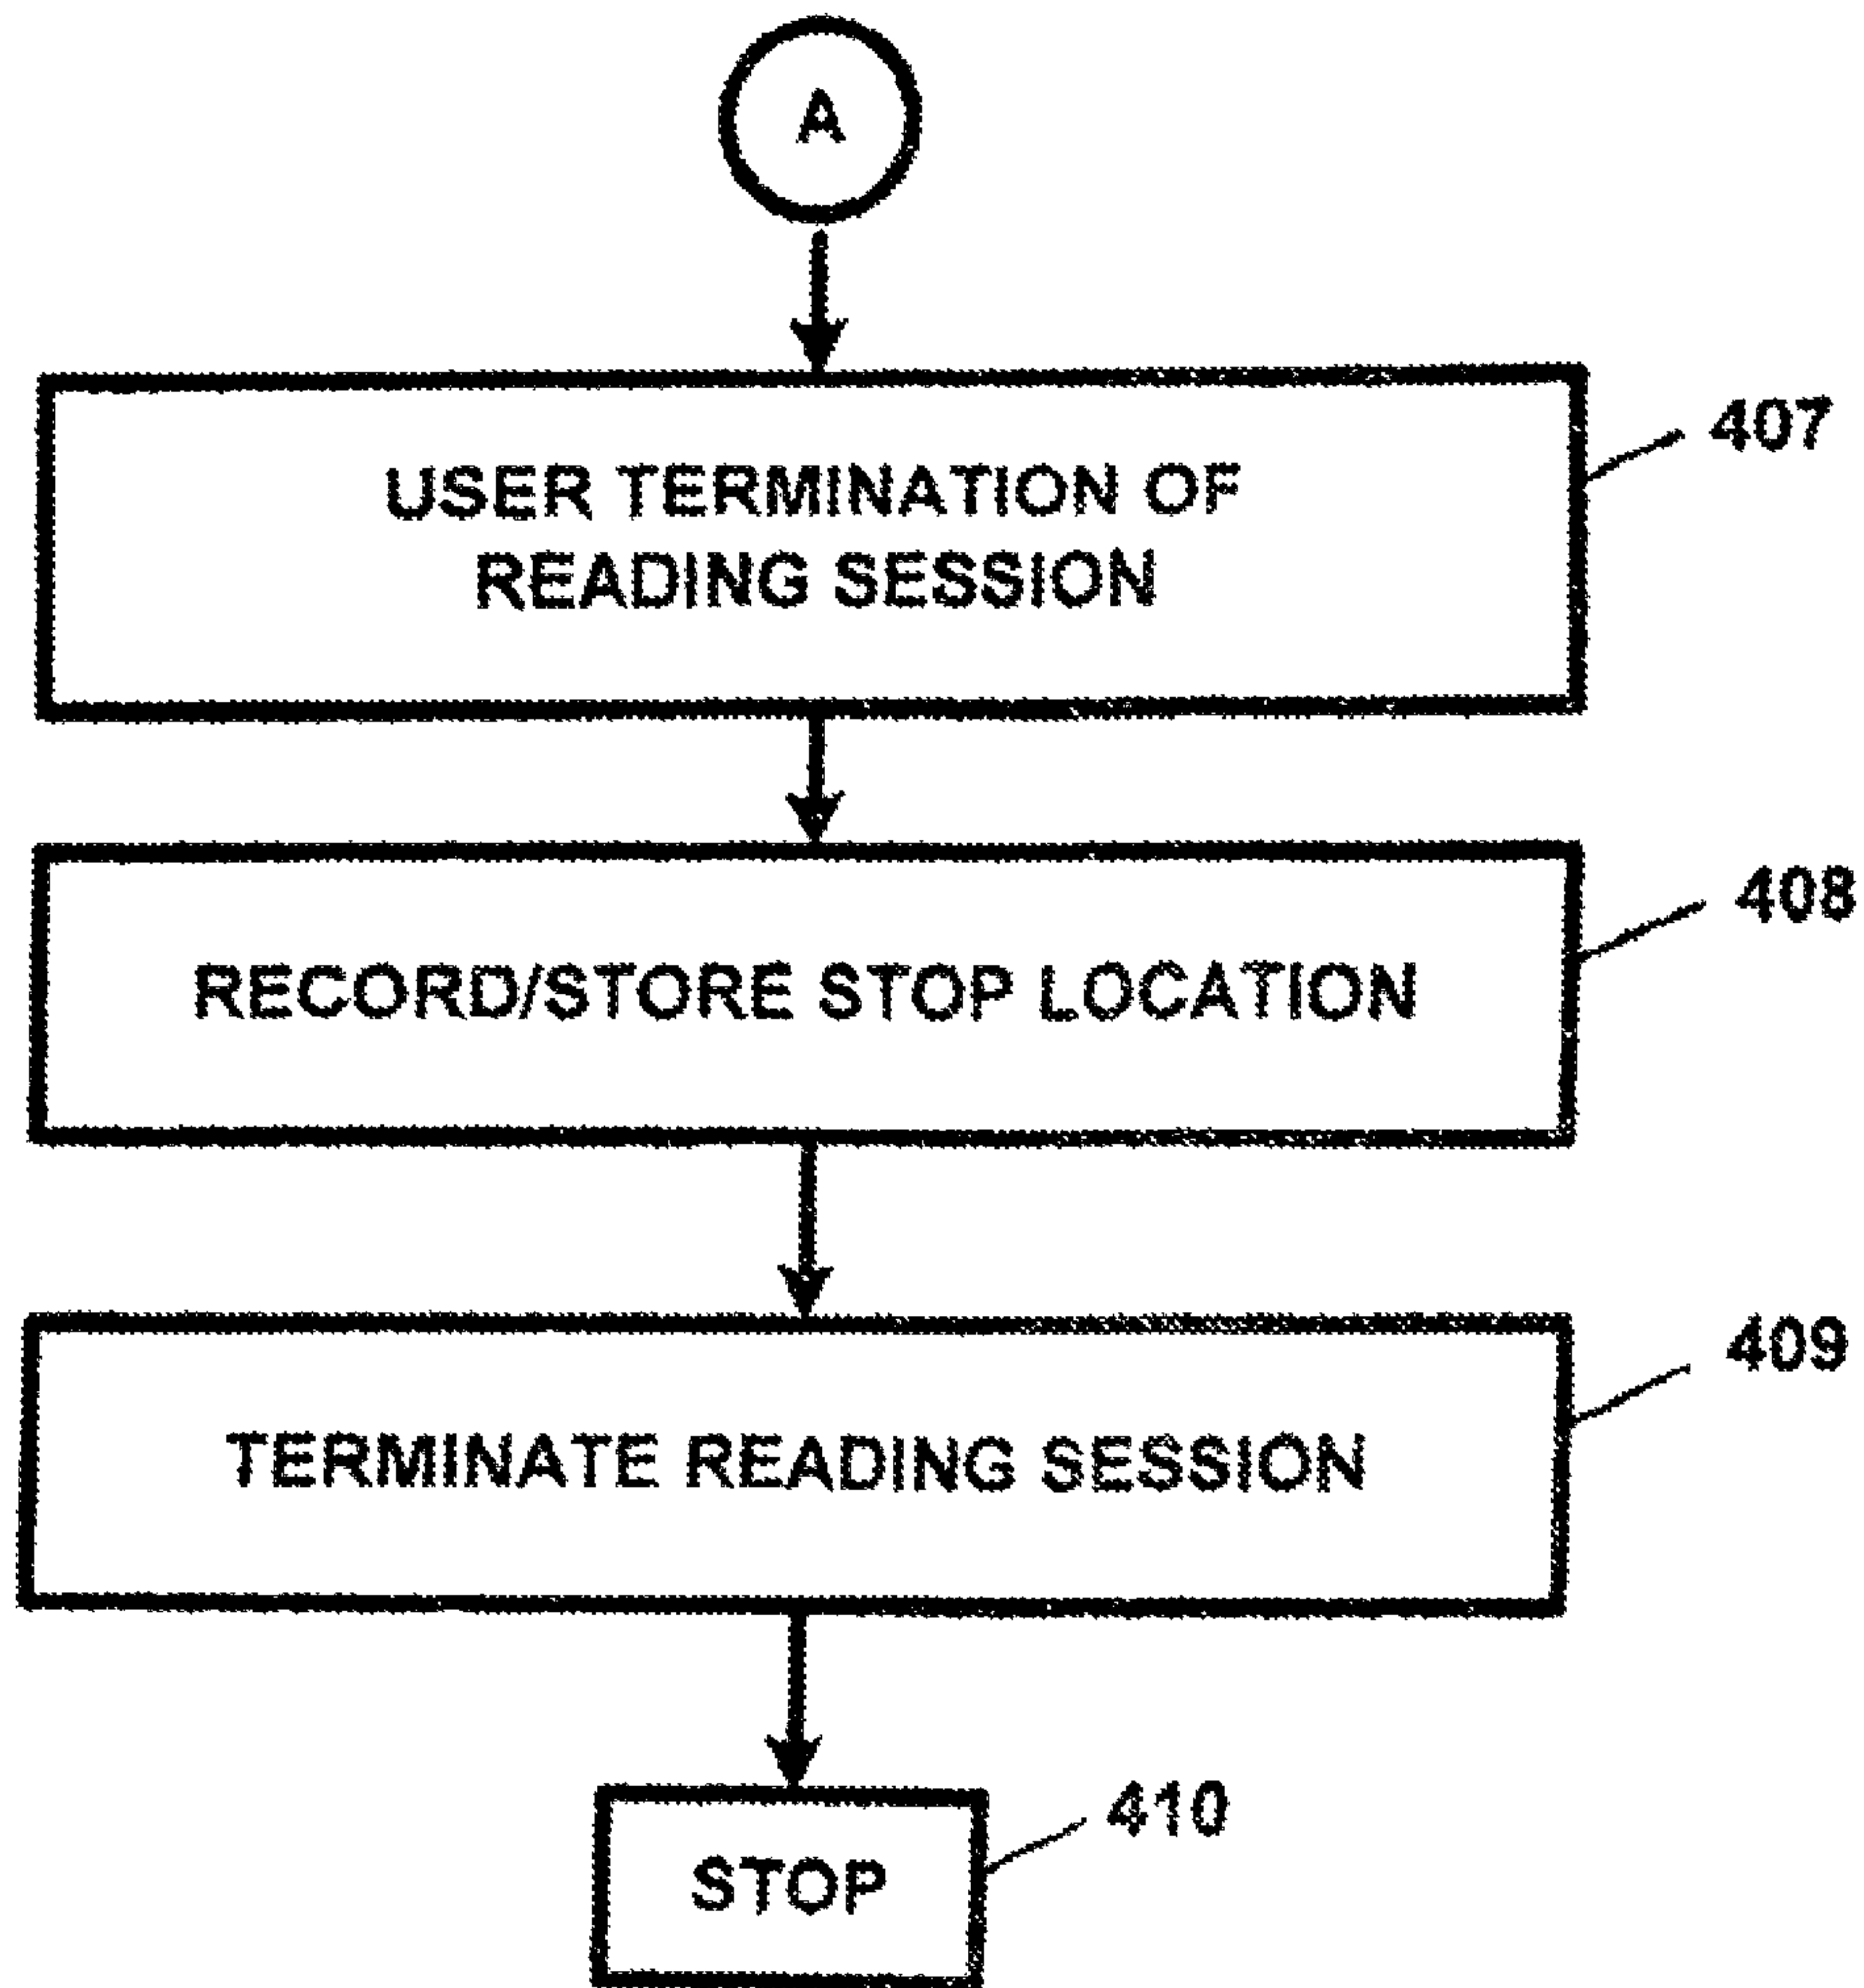 A
407
USER TERMINATION OF
READING SESSION
408
RECORD/STORE STOP LOCATION
409
TERMINATE READING SESSION
410
STOP